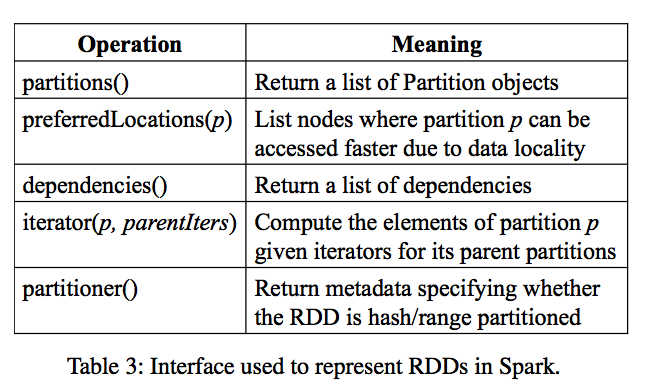 Operation Meaning
partitions() Return a list of Partition objects
preferredLocations(p) List nodes where partition p can be
accessed faster due to data locality
dependencies() Return a list of dependencies
iterator(p, parentIters) Compute the elements of partition p
given iterators for its parent partitions
partitioner() Return metadata specifying whether
the RDD is hash/range partitioned
Table 3: Interface used to represent RDDs in Spark.